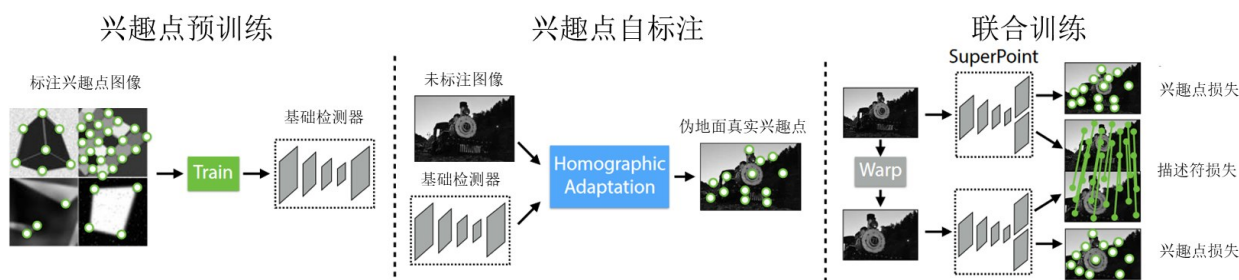 兴趣点预训练
标注兴趣点图像
Train
基础检测器
兴趣点自标注
未标注图像
基础检测器
Homographic
Adaptation
伪地面真实兴趣点
联合训练
SuperPoint
Warp
兴趣点损失
描述符损失
兴趣点损失